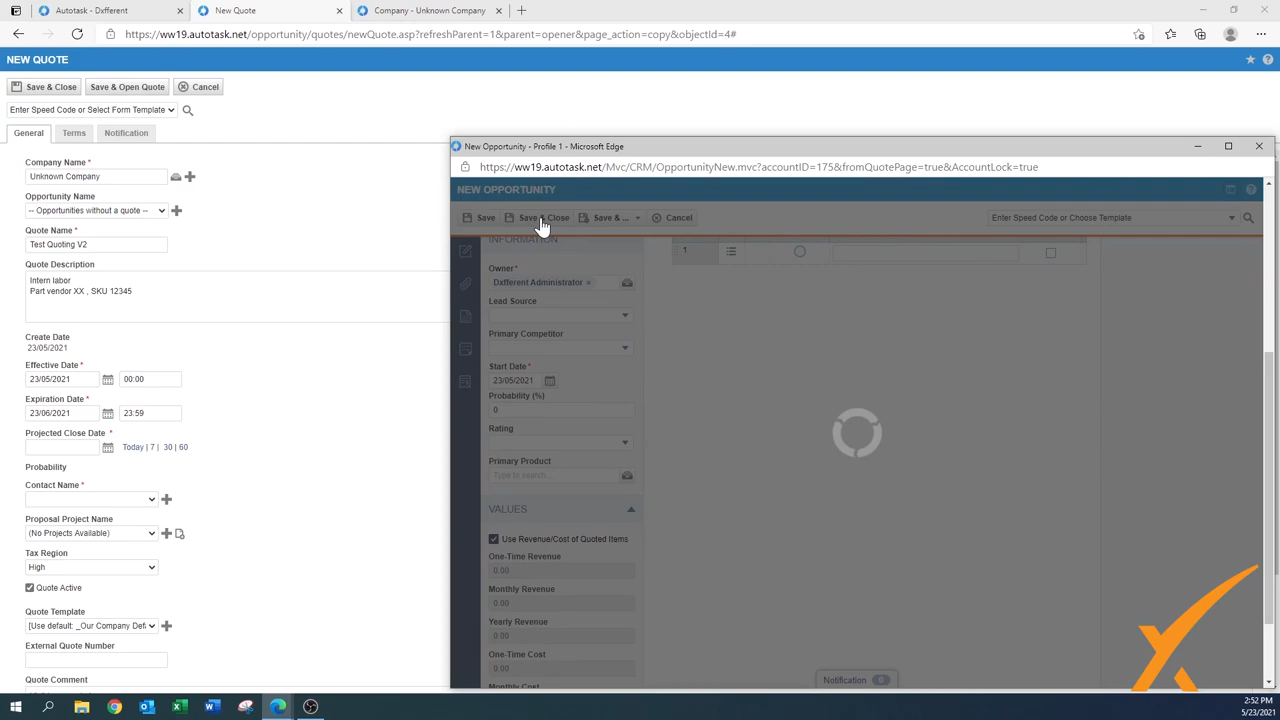 Autotask - Dxfferent
New Quote
Company - Unknown Company
https://ww19.autotask.net/opportunity/quotes/newQuote.asp?refreshParent=1&parent=opener&page_action=copy&objectId=4#
NEW QUOTE
Save & Close
Save & Open Quote
Cancel
Enter Speed Code or Select Form Template
General
Terms
Notification
Company Name *
Unknown Company
Opportunity Name
-- Opportunities without a quote --
Quote Name *
Test Quoting V2
Quote Description
Intern labor
Part vendor XX , SKU 12345
Create Date
23/05/2021
Effective Date *
23/05/2021
00:00
Expiration Date *
23/06/2021
23:59
Projected Close Date *
Today | 7 | 30 | 60
Probability
Contact Name *
Proposal Project Name
(No Projects Available)
Tax Region
High
Quote Active
Quote Template
[Use default: _Our Company Def
External Quote Number
Quote Comment
New Opportunity - Profile 1 - Microsoft Edge
https://ww19.autotask.net/Mvc/CRM/OpportunityNew.mvc?accountID=175&fromQuotePage=true&AccountLock=true
NEW OPPORTUNITY
Save
Save & Close
Save & ...
Cancel
Enter Speed Code or Choose Template
INFORMATION
1
Owner *
Dxfferent Administrator ×
Lead Source
Primary Competitor
Start Date *
23/05/2021
Probability (%)
0
Rating
Primary Product
Type to search...
VALUES
Use Revenue/Cost of Quoted Items
One-Time Revenue
0.00
Monthly Revenue
0.00
Yearly Revenue
0.00
One-Time Cost
0.00
Monthly Cost
Notification 0
2:52 PM
5/23/2021